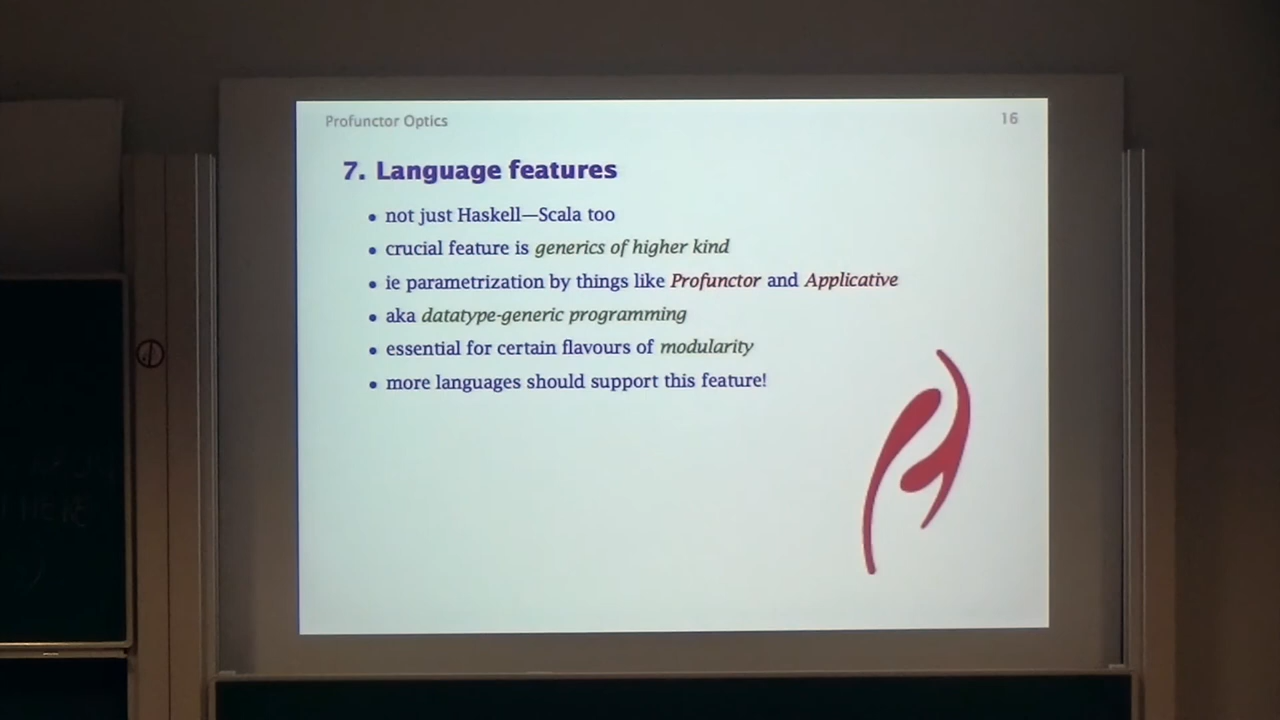 Profunctor Optics
16
7. Language features
• not just Haskell—Scala too
• crucial feature is generics of higher kind
• ie parametrization by things like Profunctor and Applicative
• aka datatype-generic programming
• essential for certain flavours of modularity
• more languages should support this feature!